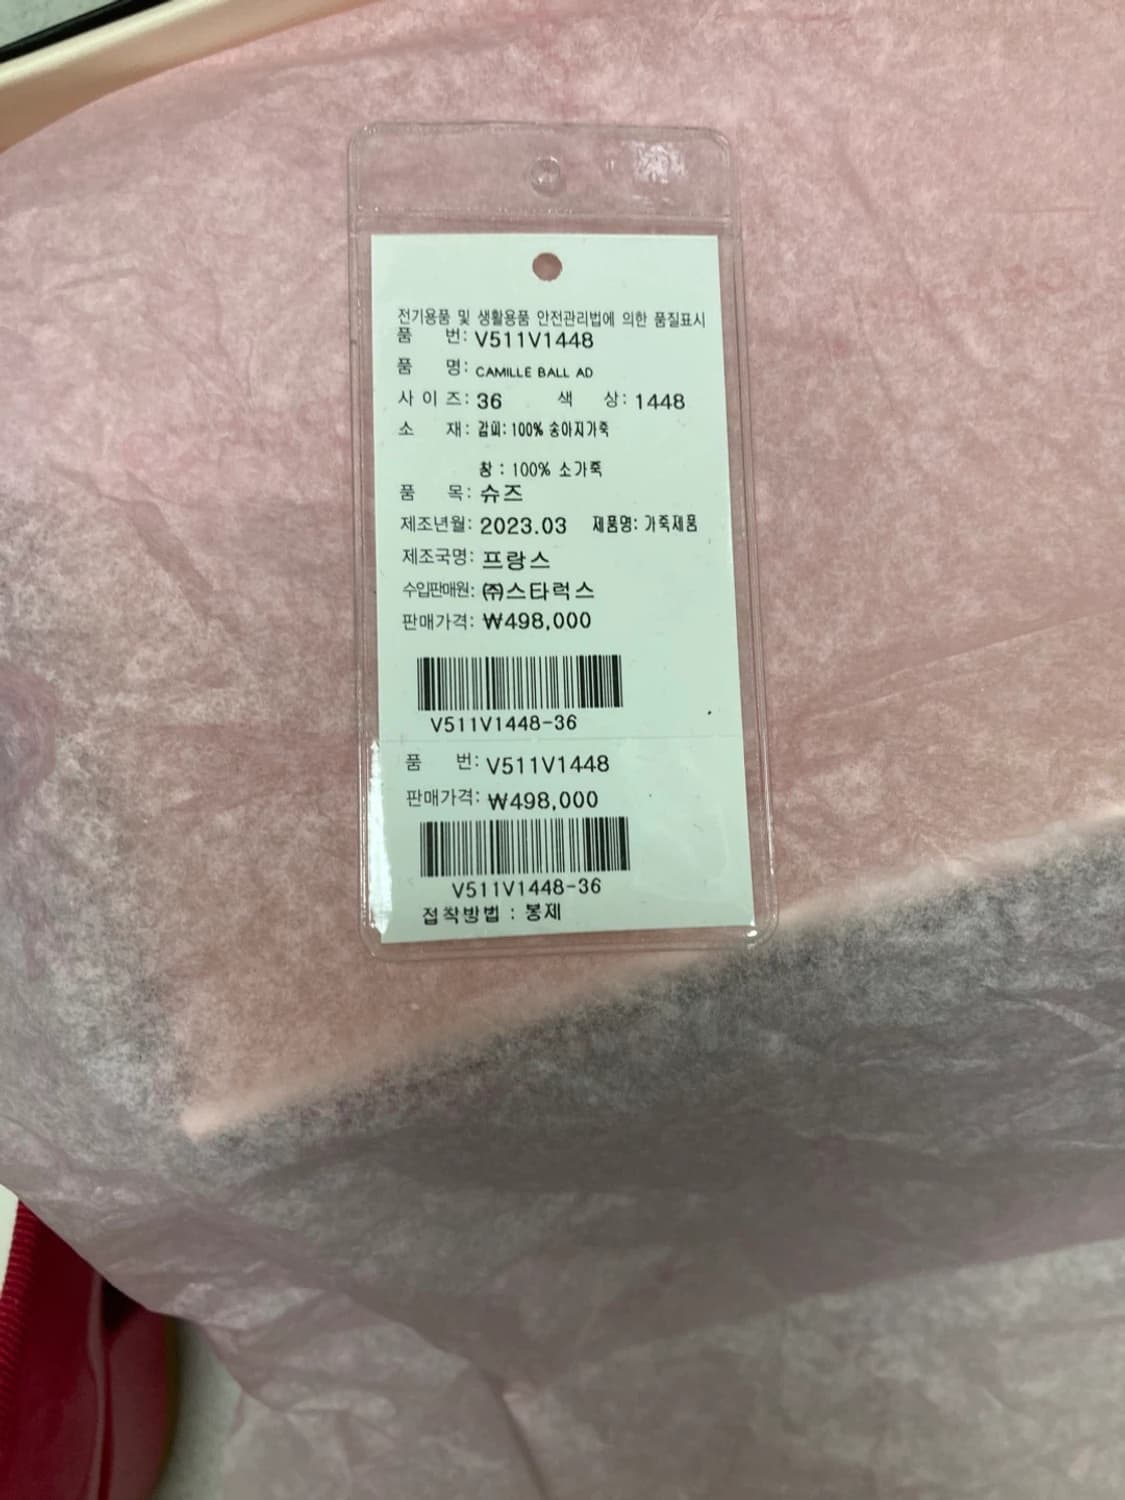 전기용품 및 생활용품 안전관리법에 의한 품질표시
품 번: V511V1448
품 명: CAMILLE BALL AD
사 이 즈: 36 색 상: 1448
소 재: 갑피: 100% 송아지가죽
창 : 100% 소가죽
품 목: 슈즈
제조년월: 2023.03 제품명: 가죽제품
제조국명: 프랑스
수입판매원: ㈜스타럭스
판매가격: ₩498,000
V511V1448-36
품 번: V511V1448
판매가격: ₩498,000
V511V1448-36
접착방법 : 봉제